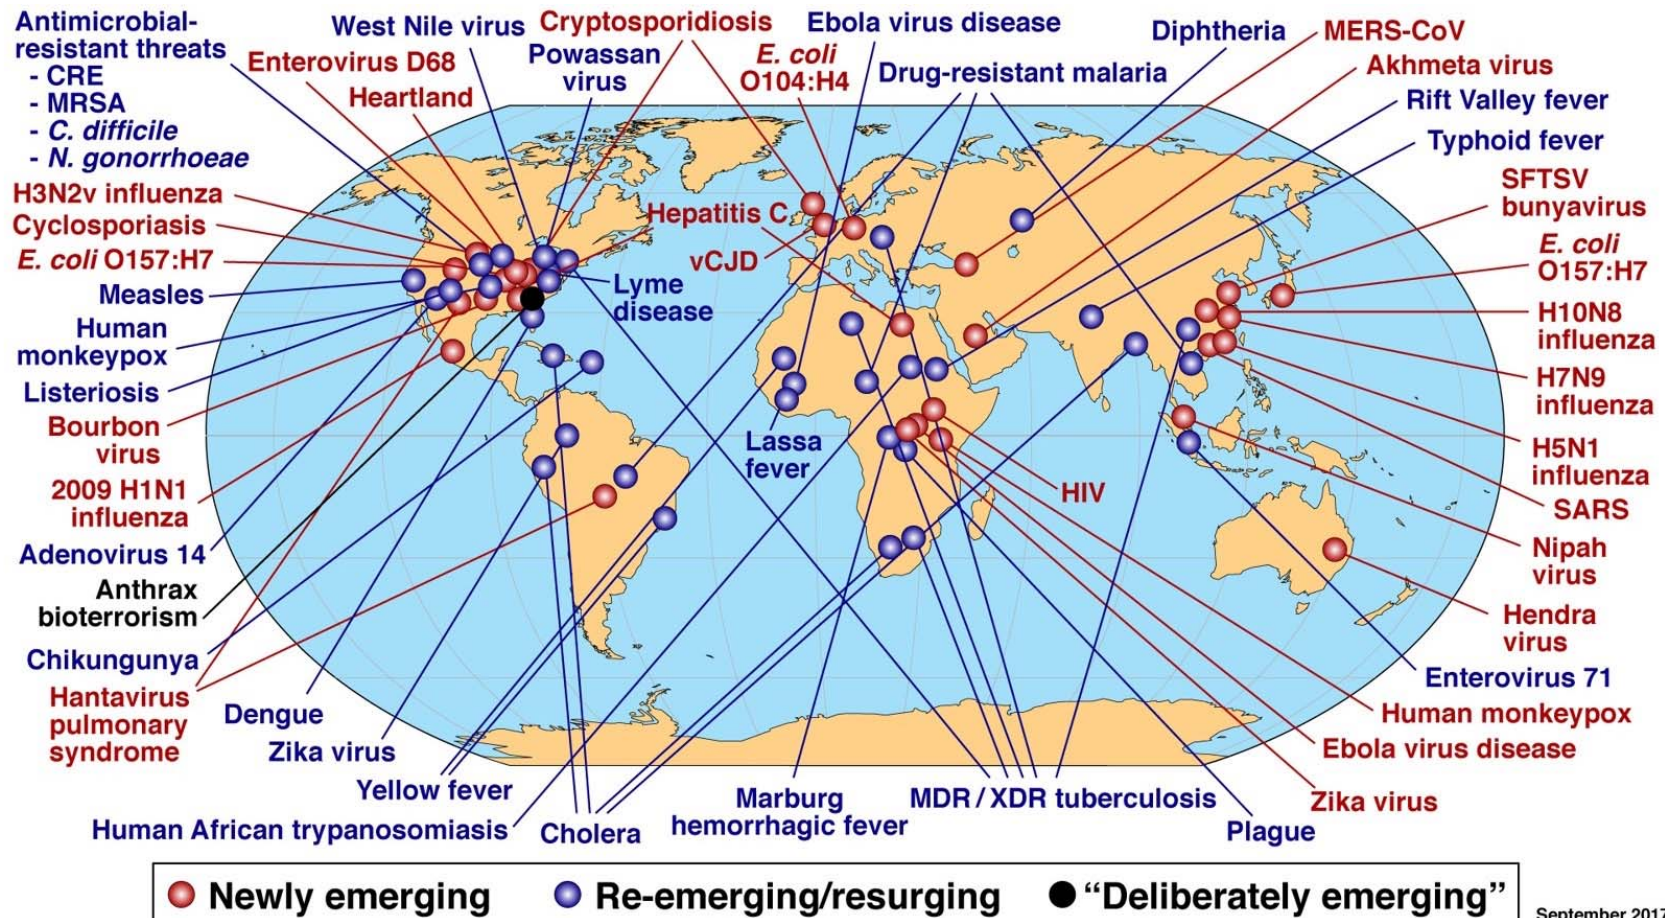 Antimicrobial-
resistant threats
- CRE
- MRSA
- C. difficile
- N. gonorrhoeae
West Nile virus
Cryptosporidiosis
Ebola virus disease
Diphtheria
MERS-CoV
Enterovirus D68
Powassan
virus
E. coli
O104:H4
Drug-resistant malaria
Akhmeta virus
Heartland
Rift Valley fever
Typhoid fever
H3N2v influenza
Cyclosporiasis
E. coli O157:H7
Measles
Human
monkeypox
Listeriosis
Bourbon
virus
2009 H1N1
influenza
Adenovirus 14
Anthrax
bioterrorism
Chikungunya
Hantavirus
pulmonary
syndrome
Dengue
Zika virus
Yellow fever
Human African trypanosomiasis
Cholera
Hepatitis C
vCJD
Lyme
disease
Lassa
fever
HIV
Marburg
hemorrhagic fever
MDR / XDR tuberculosis
Plague
SFTSV
bunyavirus
E. coli
O157:H7
H10N8
influenza
H7N9
influenza
H5N1
influenza
SARS
Nipah
virus
Hendra
virus
Enterovirus 71
Human monkeypox
Ebola virus disease
Zika virus
Newly emerging
Re-emerging/resurging
“Deliberately emerging”
September 2017